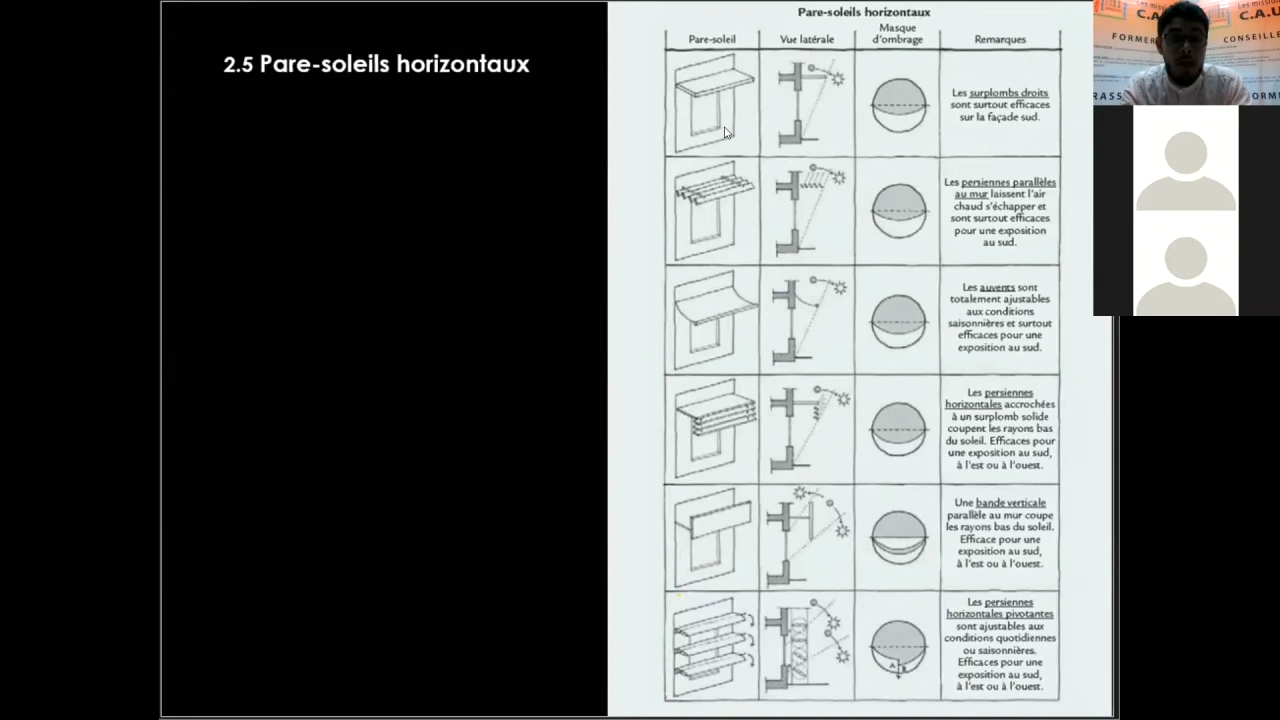 2.5 Pare-soleils horizontaux
Pare-soleils horizontaux
Pare-soleil
Vue latérale
Masque
d'ombrage
Remarques
Les surplombs droits
sont surtout efficaces
sur la façade sud.
Les persiennes parallèles
au mur laissent l'air
chaud s'échapper et
sont surtout efficaces
pour une exposition
au sud.
Les auvents sont
totalement ajustables
aux conditions
saisonnières et surtout
efficaces pour une
exposition au sud.
Les persiennes
horizontales accrochées
à un surplomb solide
coupent les rayons bas
du soleil. Efficaces pour
une exposition au sud,
à l'est ou à l'ouest.
Une bande verticale
parallèle au mur coupe
les rayons bas du soleil.
Efficace pour une
exposition au sud,
à l'est ou à l'ouest.
A
Les persiennes
horizontales pivotantes
sont ajustables aux
conditions quotidiennes
ou saisonnières.
Efficaces pour une
exposition au sud,
à l'est ou à l'ouest.
Les
C.A.U
FORME
CONSEILLE